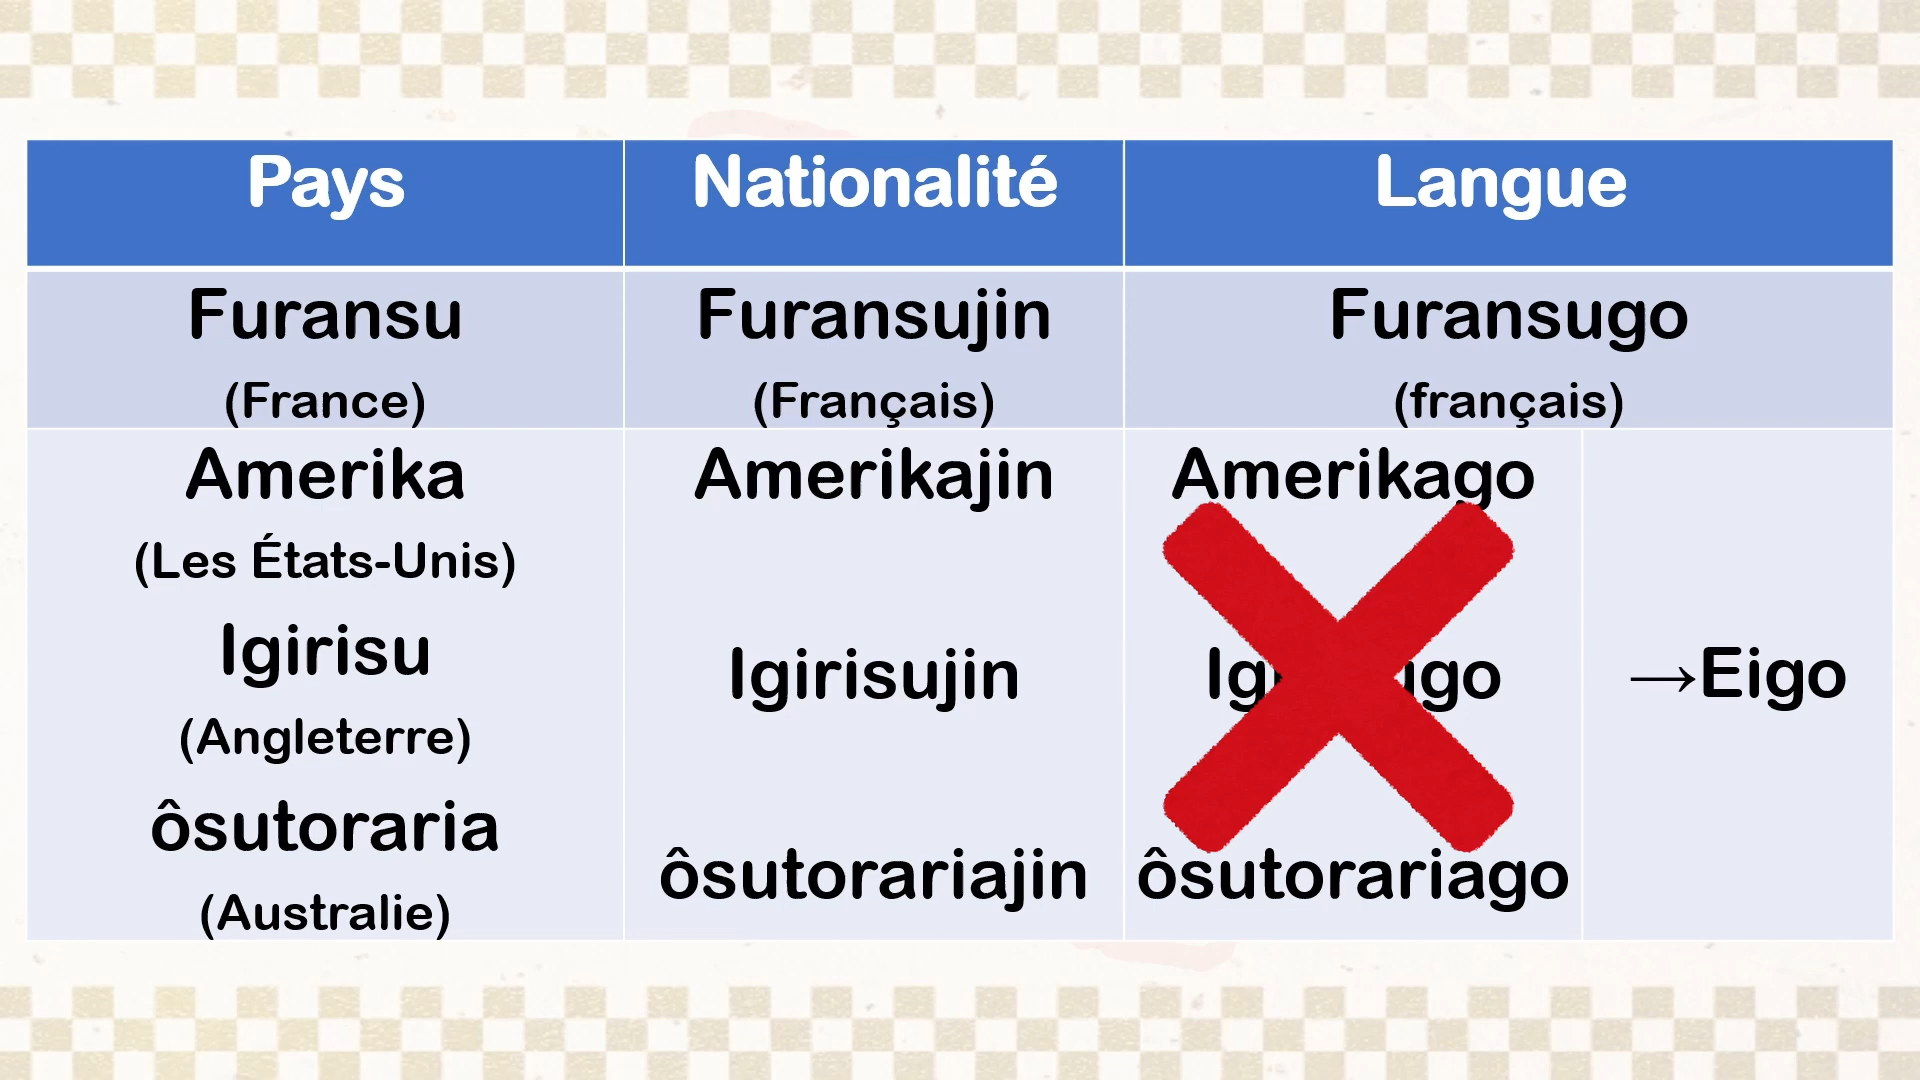 Pays
Nationalité
Langue
Furansu
(France)
Furansujin
(Français)
Furansugo
(français)
Amerika
(Les États-Unis)
Igirisu
(Angleterre)
ôsutoraria
(Australie)
Amerikajin
Igirisujin
ôsutorariajin
Amerikago
ôsutorariago
→Eigo